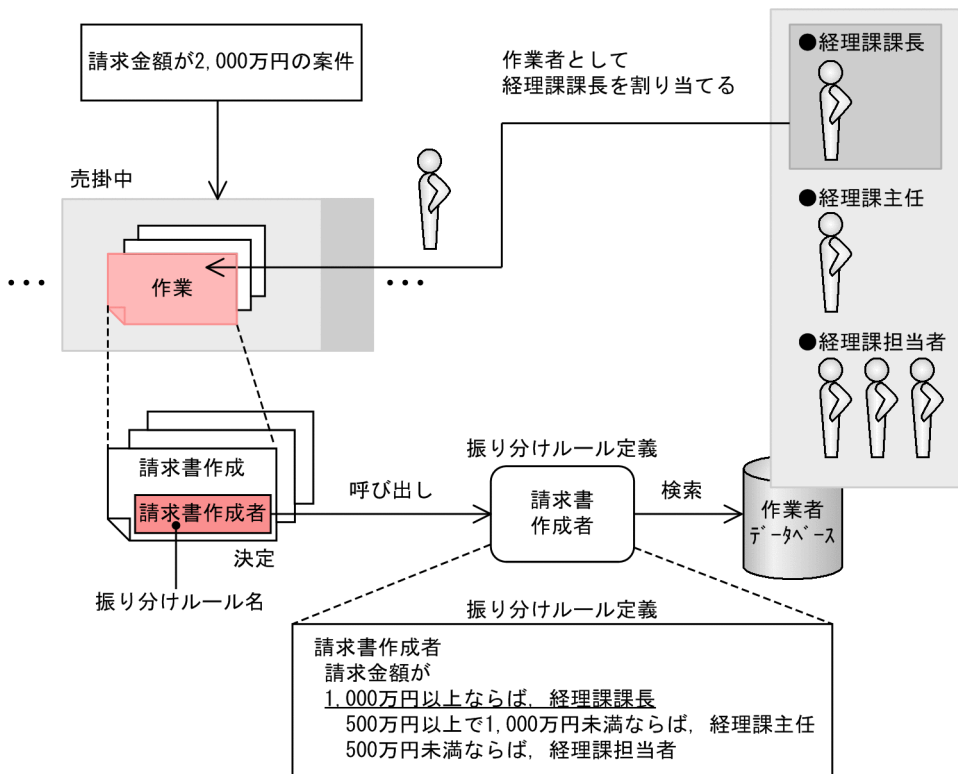 請求金額が2,000万円の案件
作業者として
経理課課長を割り当てる
●経理課課長
売掛中
●経理課主任
・・・
作業
・・・
●経理課担当者
振り分けルール定義
請求書作成
請求書作成者
呼び出し
請求書
作成者
検索
作業者
データベース
決定
振り分けルール名
振り分けルール定義
請求書作成者
請求金額が
1,000万円以上ならば，経理課課長
500万円以上で1,000万円未満ならば，経理課主任
500万円未満ならば，経理課担当者